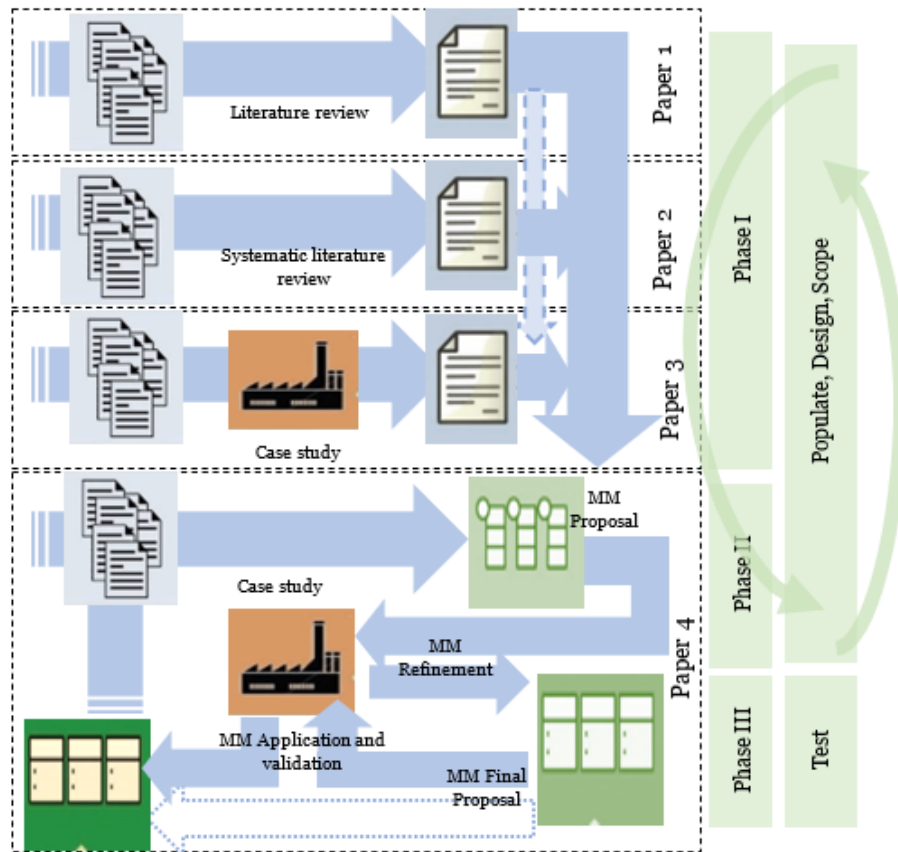 Literature review
Paper 1
Systematic literature
review
Paper 2
Case study
Paper 3
MM
Proposal
Case study
MM
Refinement
MM Application and
validation
MM Final
Proposal
Paper 4
Phase I
Phase II
Phase III
Populate, Design, Scope
Test